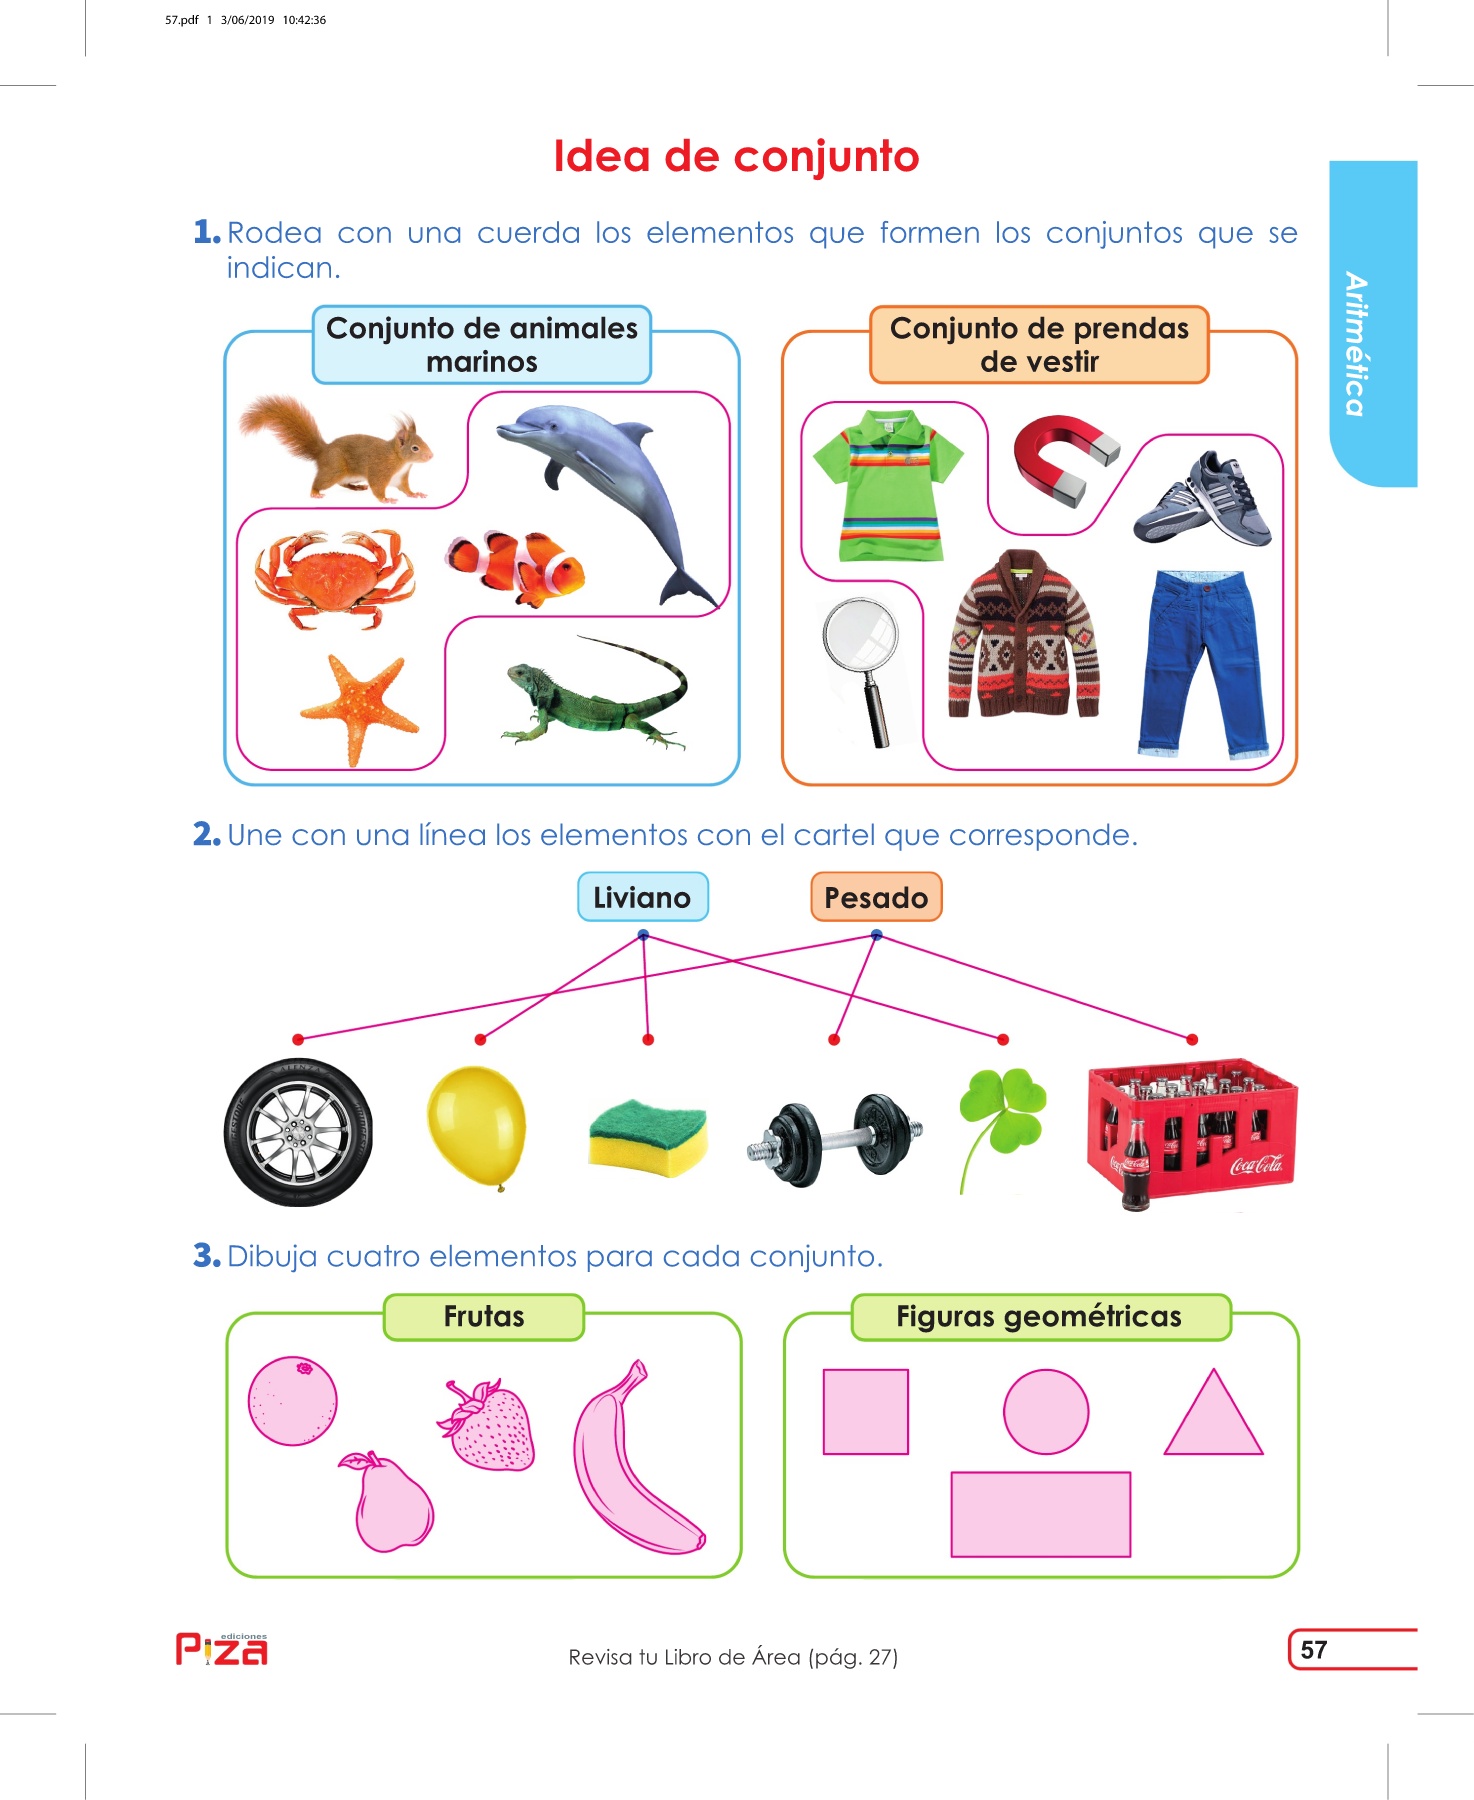 57.pdf 1 3/06/2019 10:42:36
Idea de conjunto
Aritmética
1. Rodea con una cuerda los elementos que formen los conjuntos que se
indican.
Conjunto de animales
marinos
Conjunto de prendas
de vestir
2. Une con una línea los elementos con el cartel que corresponde.
Liviano
Pesado
ALENZA
Coca-Cola
3. Dibuja cuatro elementos para cada conjunto.
Frutas
Figuras geométricas
ediciones
Piza
Revisa tu Libro de Área (pág. 27)
57